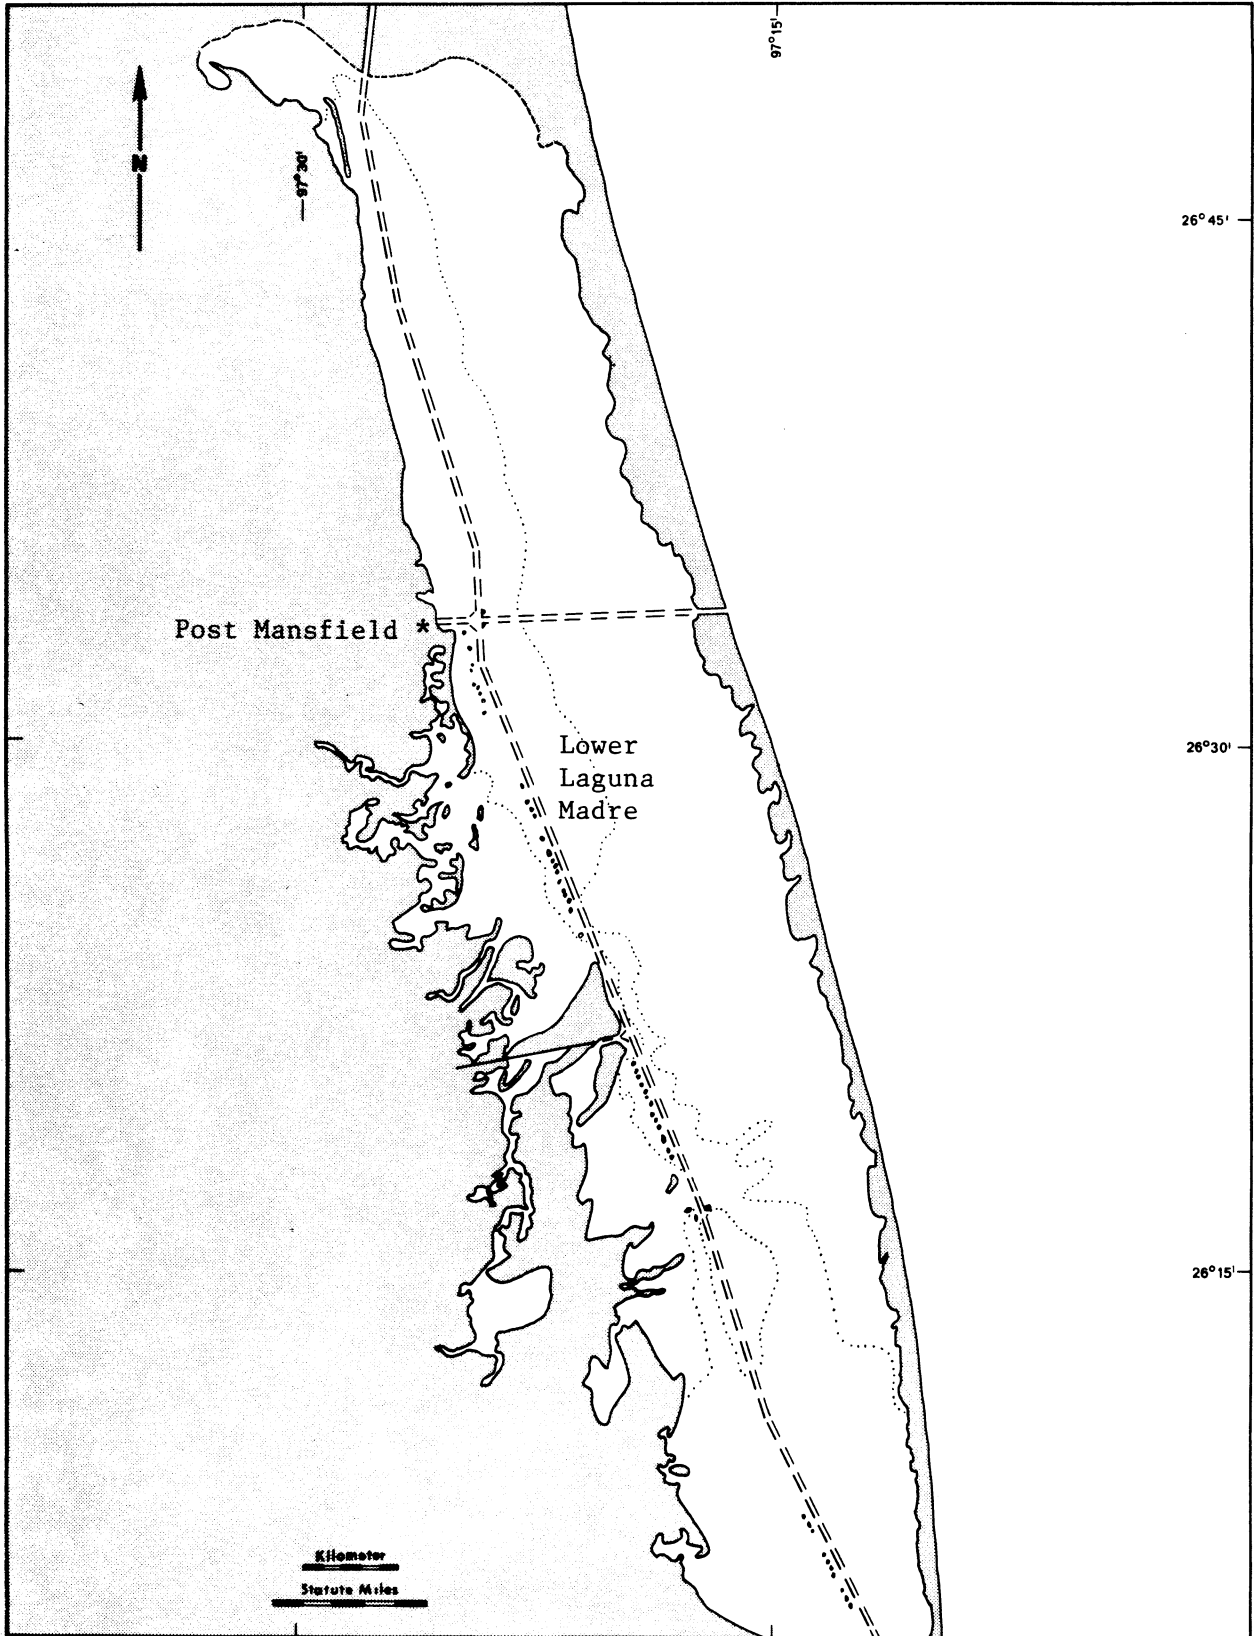 97°15'
N
97°30'
26°45'
Post Mansfield *
Lower
Laguna
Madre
26°30'
26°15'
Kilometer
Statute Miles